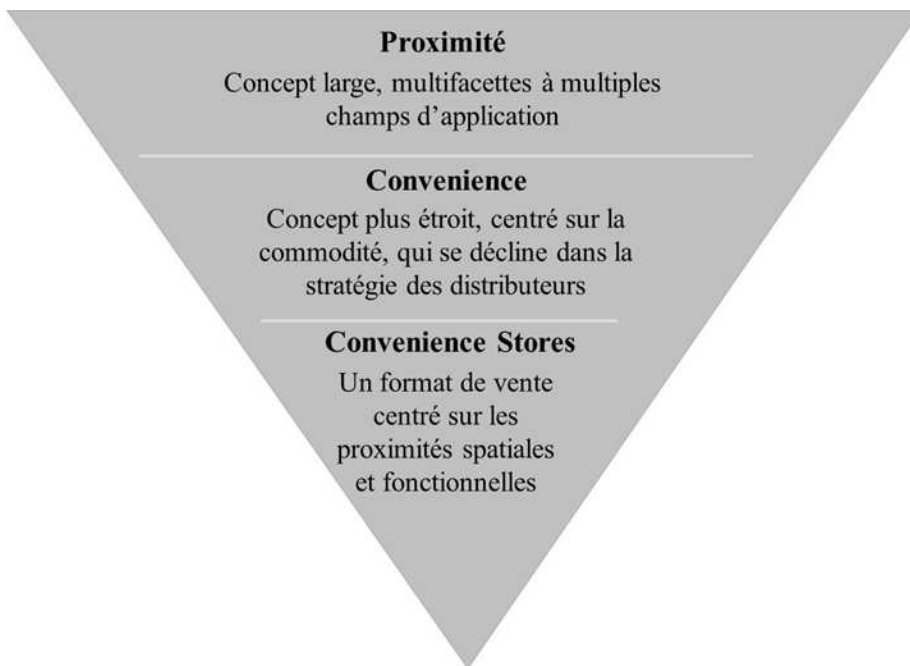 Proximité
Concept large, multifacettes à multiples
champs d’application
Convenience
Concept plus étroit, centré sur la
commodité, qui se décline dans la
stratégie des distributeurs
Convenience Stores
Un format de vente
centré sur les
proximités spatiales
et fonctionnelles